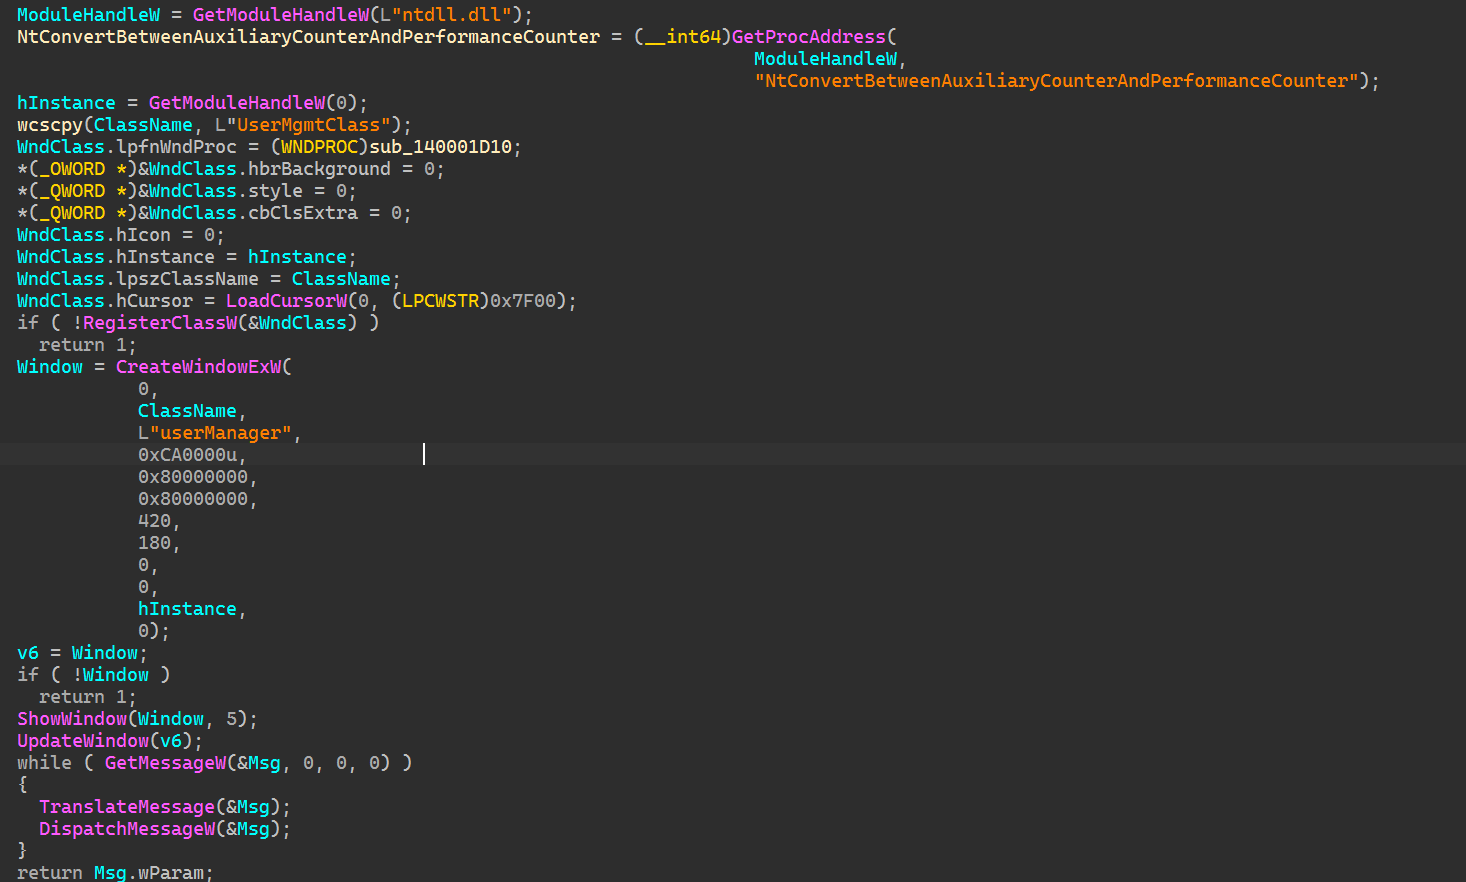 ModuleHandleW = GetModuleHandleW(L"ntdll.dll");
NtConvertBetweenAuxiliaryCounterAndPerformanceCounter = (__int64)GetProcAddress(
ModuleHandleW,
"NtConvertBetweenAuxiliaryCounterAndPerformanceCounter");
hInstance = GetModuleHandleW(0);
wcscpy(ClassName, L"UserMgmtClass");
WndClass.lpfnWndProc = (WNDPROC)sub_140001D10;
*(_OWORD *)&WndClass.hbrBackground = 0;
*(_QWORD *)&WndClass.style = 0;
*(_QWORD *)&WndClass.cbClsExtra = 0;
WndClass.hIcon = 0;
WndClass.hInstance = hInstance;
WndClass.lpszClassName = ClassName;
WndClass.hCursor = LoadCursorW(0, (LPCWSTR)0x7F00);
if ( !RegisterClassW(&WndClass) )
return 1;
Window = CreateWindowExW(
0,
ClassName,
L"userManager",
0xCA0000u,
0x80000000,
0x80000000,
420,
180,
0,
0,
hInstance,
0);
v6 = Window;
if ( !Window )
return 1;
ShowWindow(Window, 5);
UpdateWindow(v6);
while ( GetMessageW(&Msg, 0, 0, 0) )
{
TranslateMessage(&Msg);
DispatchMessageW(&Msg);
}
return Msg.wParam;